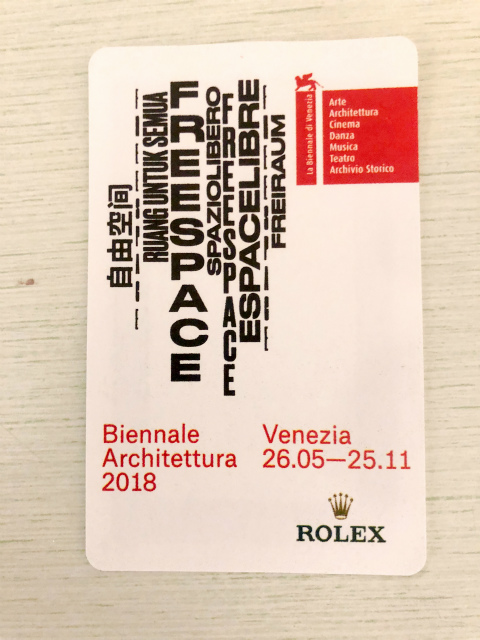 自由空间
RUANG UNTUK SEMUA
FREESPACE
SPAZIOLIBERO
FREESPACE
ESPACELIBRE
FREIRAUM
La Biennale di Venezia
Arte
Architettura
Cinema
Danza
Musica
Teatro
Archivio Storico
Biennale
Architettura
2018
Venezia
26.05—25.11
ROLEX